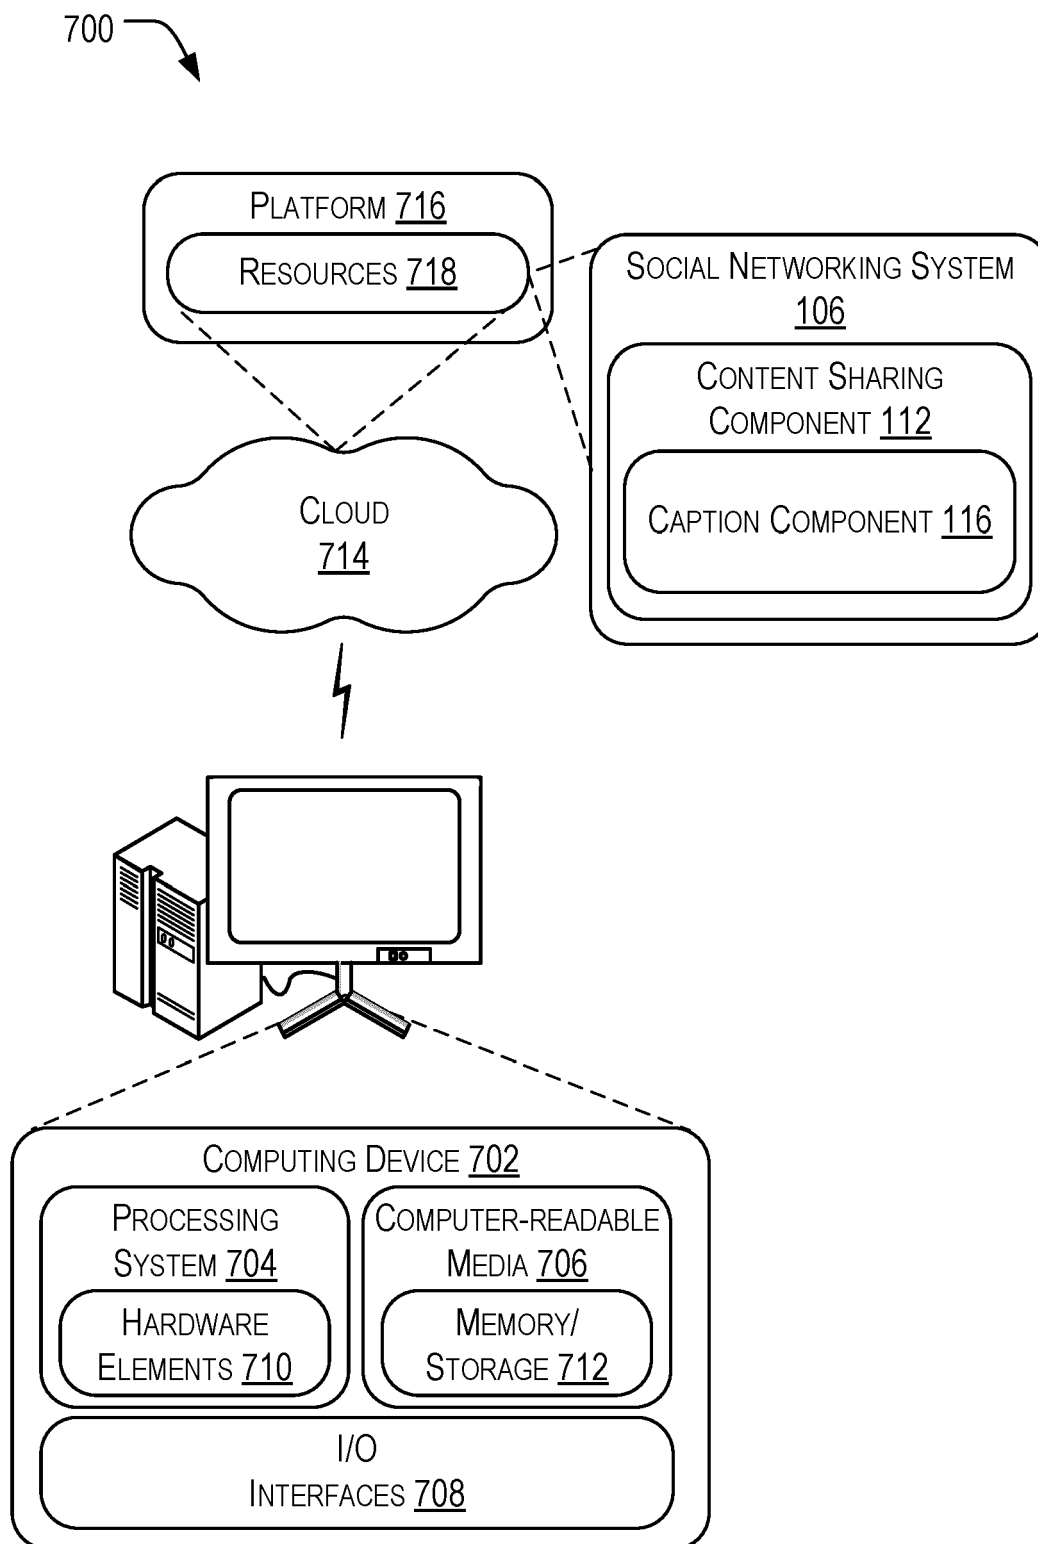 700
PLATFORM 716
RESOURCES 718
SOCIAL NETWORKING SYSTEM
106
CONTENT SHARING
COMPONENT 112
CAPTION COMPONENT 116
CLOUD
714
COMPUTING DEVICE 702
PROCESSING
SYSTEM 704
HARDWARE
ELEMENTS 710
COMPUTER-READABLE
MEDIA 706
MEMORY/
STORAGE 712
I/O
INTERFACES 708